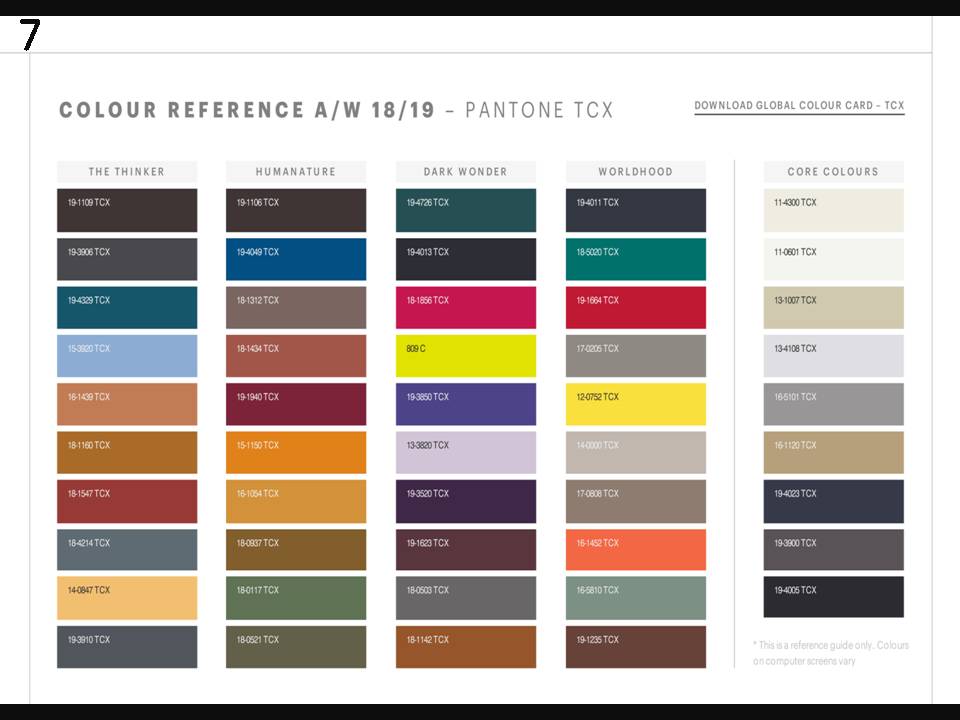 7
COLOUR REFERENCE A/W 18/19 – PANTONE TCX
DOWNLOAD GLOBAL COLOUR CARD – TCX
THE THINKER
19-1109 TCX
19-3906 TCX
19-4329 TCX
15-3920 TCX
16-1439 TCX
18-1160 TCX
18-1547 TCX
18-4214 TCX
14-0847 TCX
19-3910 TCX
HUMANATURE
19-1106 TCX
19-4049 TCX
18-1312 TCX
18-1434 TCX
19-1940 TCX
15-1150 TCX
16-1054 TCX
18-0937 TCX
18-0117 TCX
18-0521 TCX
DARK WONDER
19-4726 TCX
19-4013 TCX
18-1856 TCX
809 C
19-3850 TCX
13-3820 TCX
19-3520 TCX
19-1623 TCX
18-0503 TCX
18-1142 TCX
WORLDHOOD
19-4011 TCX
18-5020 TCX
19-1664 TCX
17-0205 TCX
12-0752 TCX
14-0000 TCX
17-0808 TCX
16-1452 TCX
16-5810 TCX
19-1235 TCX
CORE COLOURS
11-4300 TCX
11-0601 TCX
13-1007 TCX
13-4108 TCX
16-5101 TCX
16-1120 TCX
19-4023 TCX
19-3900 TCX
19-4005 TCX
* This is a reference guide only. Colours
on computer screens vary